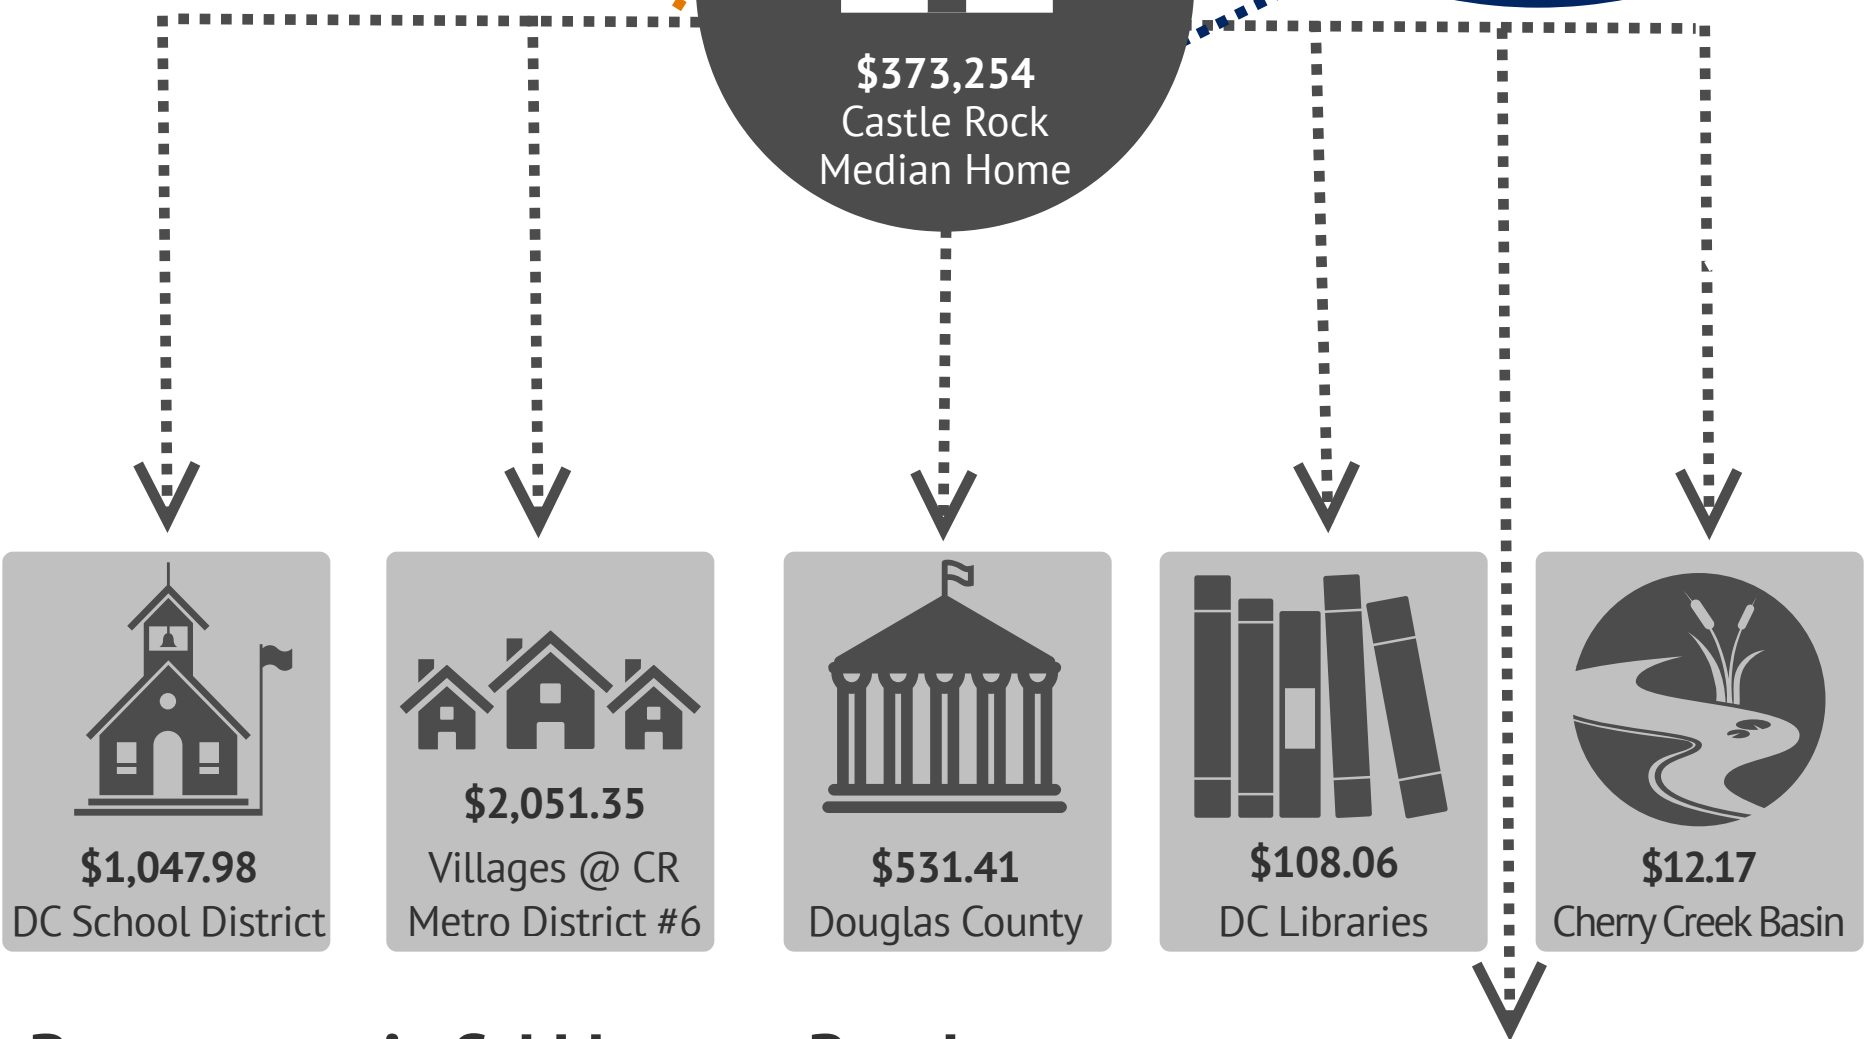 $373,254
Castle Rock
Median Home
$1,047.98
DC School District
$2,051.35
Villages @ CR
Metro District #6
$531.41
Douglas County
$108.06
DC Libraries
$12.17
Cherry Creek Basin